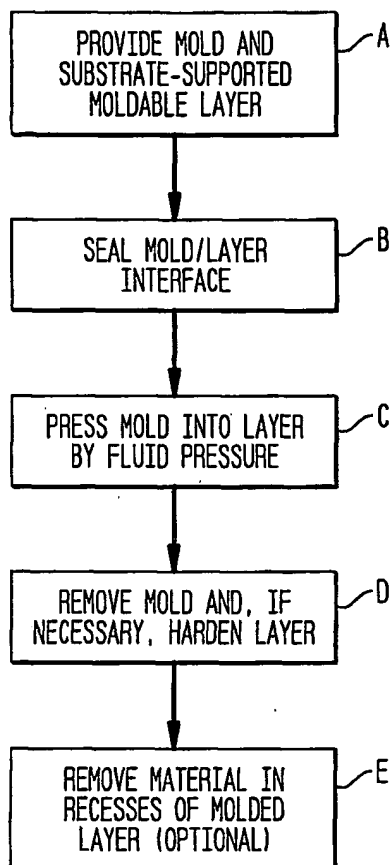 PROVIDE MOLD AND
SUBSTRATE-SUPPORTED
MOLDABLE LAYER
A
SEAL MOLD/LAYER
INTERFACE
B
PRESS MOLD INTO LAYER
BY FLUID PRESSURE
C
REMOVE MOLD AND, IF
NECESSARY, HARDEN LAYER
D
REMOVE MATERIAL IN
RECESSES OF MOLDED
LAYER (OPTIONAL)
E